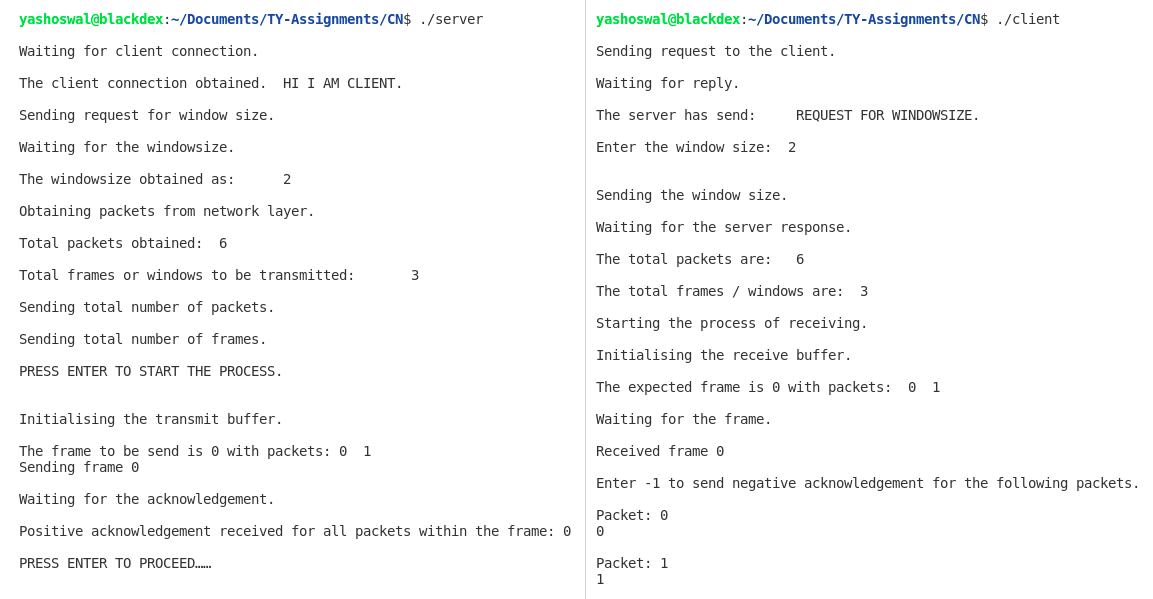 yashoswal@blackdex:~/Documents/TY-Assignments/CN$ ./server
Waiting for client connection.
The client connection obtained.  HI I AM CLIENT.
Sending request for window size.
Waiting for the windowsize.
The windowsize obtained as:      2
Obtaining packets from network layer.
Total packets obtained:  6
Total frames or windows to be transmitted:       3
Sending total number of packets.
Sending total number of frames.
PRESS ENTER TO START THE PROCESS.
Initialising the transmit buffer.
The frame to be send is 0 with packets: 0  1
Sending frame 0
Waiting for the acknowledgement.
Positive acknowledgement received for all packets within the frame: 0
PRESS ENTER TO PROCEED……
yashoswal@blackdex:~/Documents/TY-Assignments/CN$ ./client
Sending request to the client.
Waiting for reply.
The server has send:     REQUEST FOR WINDOWSIZE.
Enter the window size:  2
Sending the window size.
Waiting for the server response.
The total packets are:   6
The total frames / windows are:  3
Starting the process of receiving.
Initialising the receive buffer.
The expected frame is 0 with packets:  0  1
Waiting for the frame.
Received frame 0
Enter -1 to send negative acknowledgement for the following packets.
Packet: 0
0
Packet: 1
1